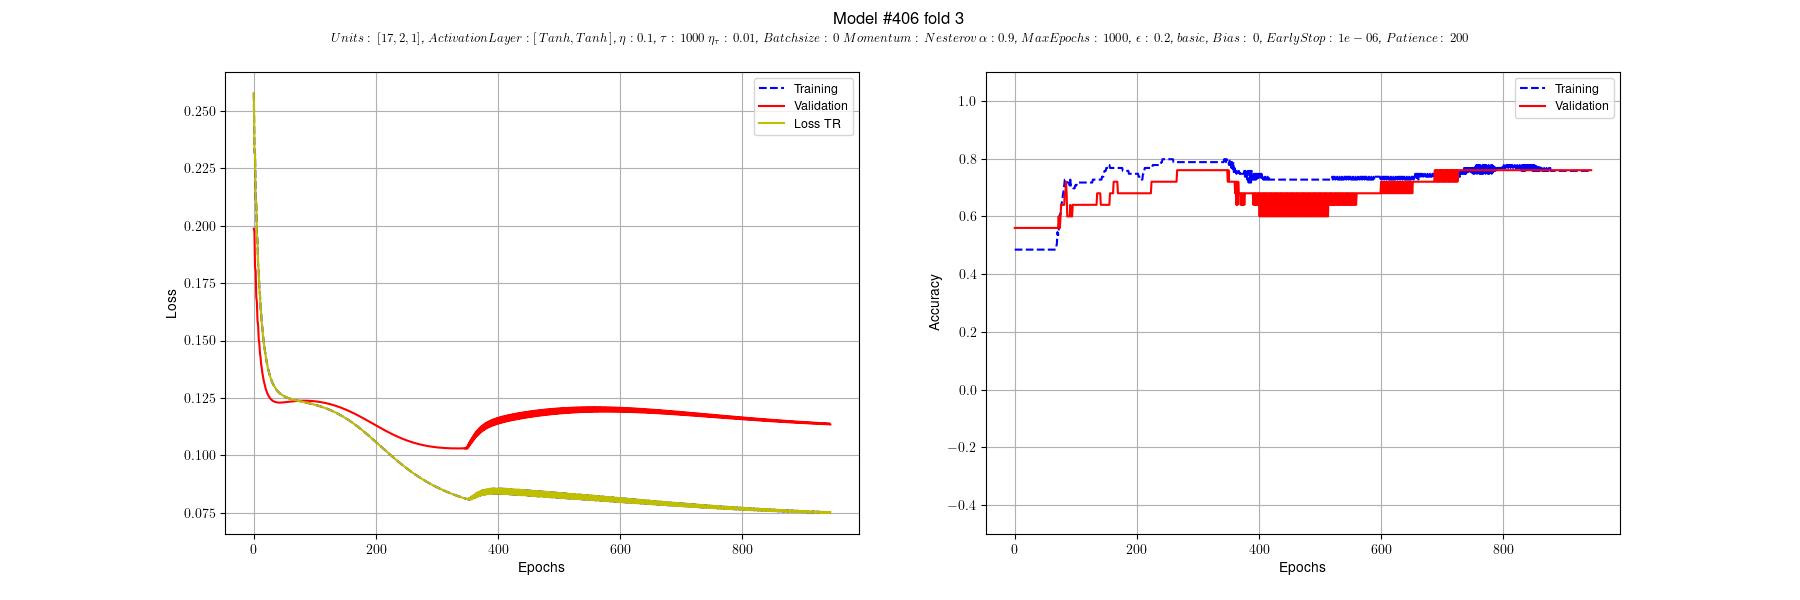 Model #406 fold 3
Units : [17, 2, 1], ActivationLayer : [Tanh, Tanh], η : 0.1, τ : 1000 η_τ : 0.01, Batchsize : 0 Momentum : Nesterov α : 0.9, MaxEpochs : 1000, ϵ : 0.2, basic, Bias : 0, EarlyStop : 1e − 06, Patience : 200
Training
Validation
Loss TR
0.250
0.225
0.200
0.175
0.150
0.125
0.100
0.075
Loss
0 200 400 600 800
Epochs
Training
Validation
1.0
0.8
0.6
0.4
0.2
0.0
−0.2
−0.4
Accuracy
0 200 400 600 800
Epochs